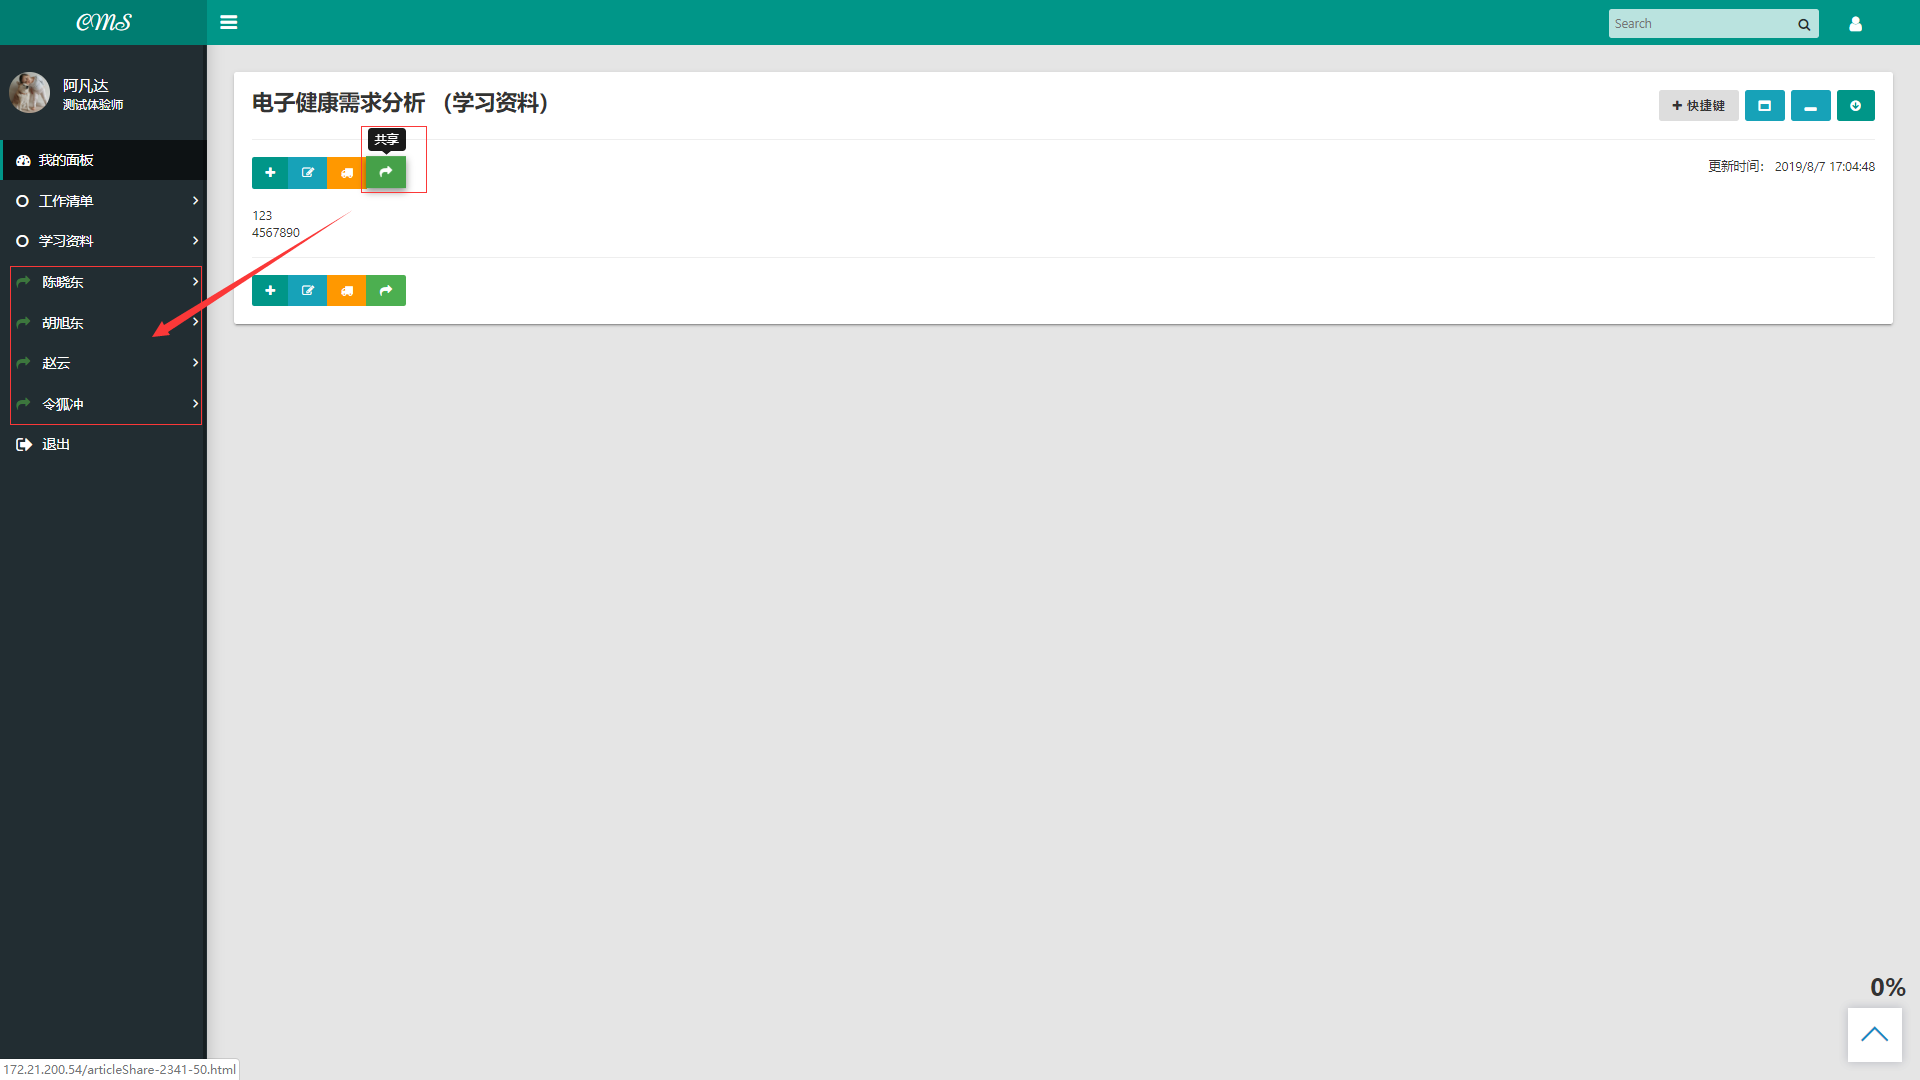 CMS
Search
阿凡达
测试体验师
我的面板
工作清单
学习资料
陈晓东
胡旭东
赵云
令狐冲
退出
电子健康需求分析 （学习资料）
快捷键
共享
更新时间： 2019/8/7 17:04:48
123
4567890
0%
172.21.200.54/articleShare-2341-50.html